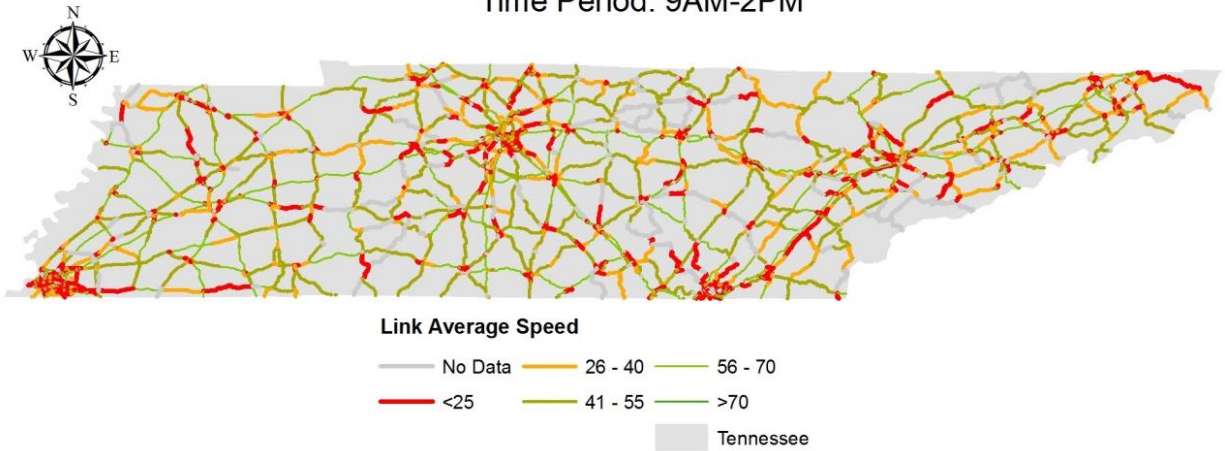 Time Period: 9AM-2PM
N
W E
S
Link Average Speed
No Data 26 - 40 56 - 70
<25 41 - 55 >70
Tennessee